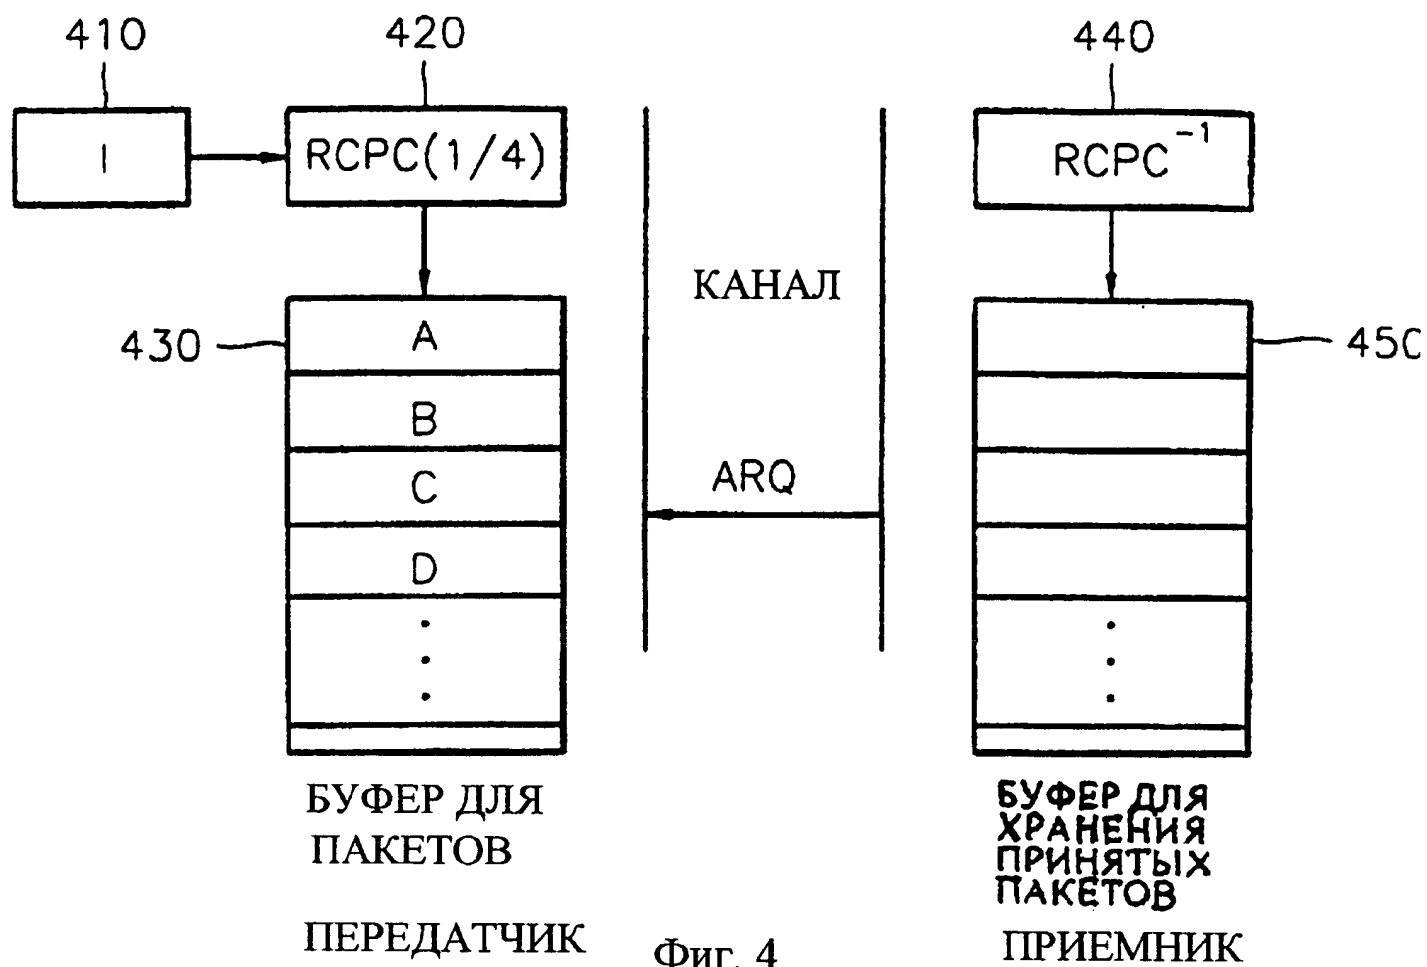 410
420
440
I
RCPC(1/4)
RCPC⁻¹
КАНАЛ
430
A
450
B
C
ARQ
D
БУФЕР ДЛЯ
ПАКЕТОВ
БУФЕР ДЛЯ
ХРАНЕНИЯ
ПРИНЯТЫХ
ПАКЕТОВ
ПЕРЕДАТЧИК
Фиг. 4
ПРИЕМНИК